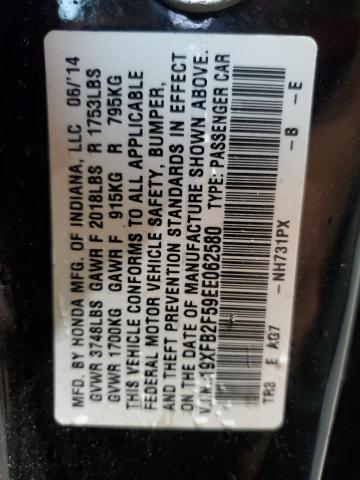 MFD. BY HONDA MFG. OF INDIANA, LLC 06/14
GVWR 3748LBS GAWR F 2018LBS R 1753LBS
GVWR 1700KG GAWR F 915KG R 795KG
THIS VEHICLE CONFORMS TO ALL APPLICABLE
FEDERAL MOTOR VEHICLE SAFETY, BUMPER,
AND THEFT PREVENTION STANDARDS IN EFFECT
ON THE DATE OF MANUFACTURE SHOWN ABOVE.
V.I.N.: 19XFB2F59EE062580 TYPE: PASSENGER CAR
-NH731PX -B -E
TR3 E AG7